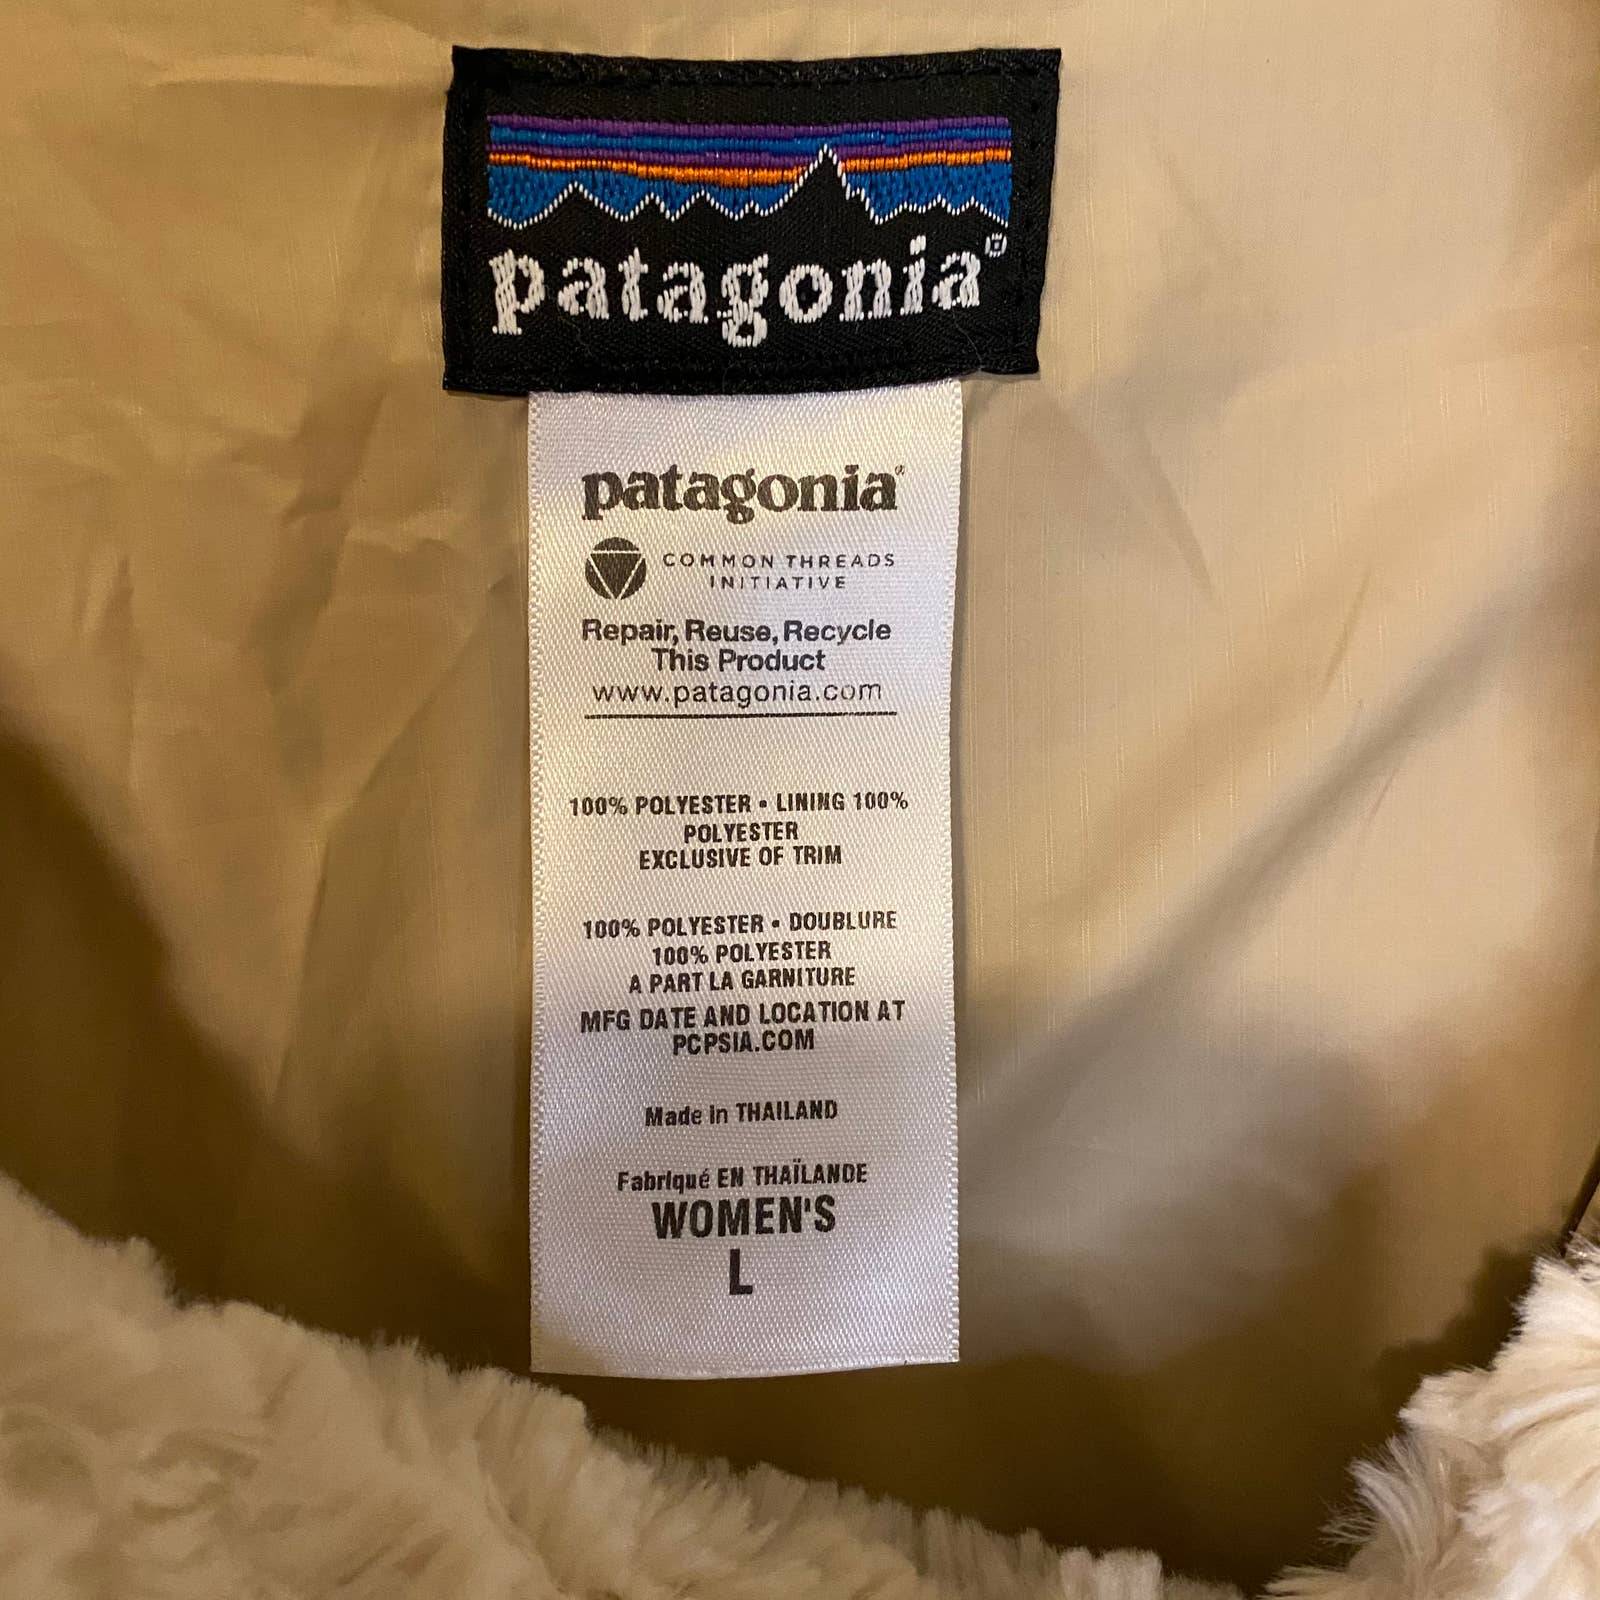 patagonia®
patagonia®
COMMON THREADS
INITIATIVE
Repair, Reuse, Recycle
This Product
www.patagonia.com
100% POLYESTER • LINING 100%
POLYESTER
EXCLUSIVE OF TRIM
100% POLYESTER • DOUBLURE
100% POLYESTER
A PART LA GARNITURE
MFG DATE AND LOCATION AT
PCPSIA.COM
Made in THAILAND
Fabriqué EN THAÏLANDE
WOMEN'S
L